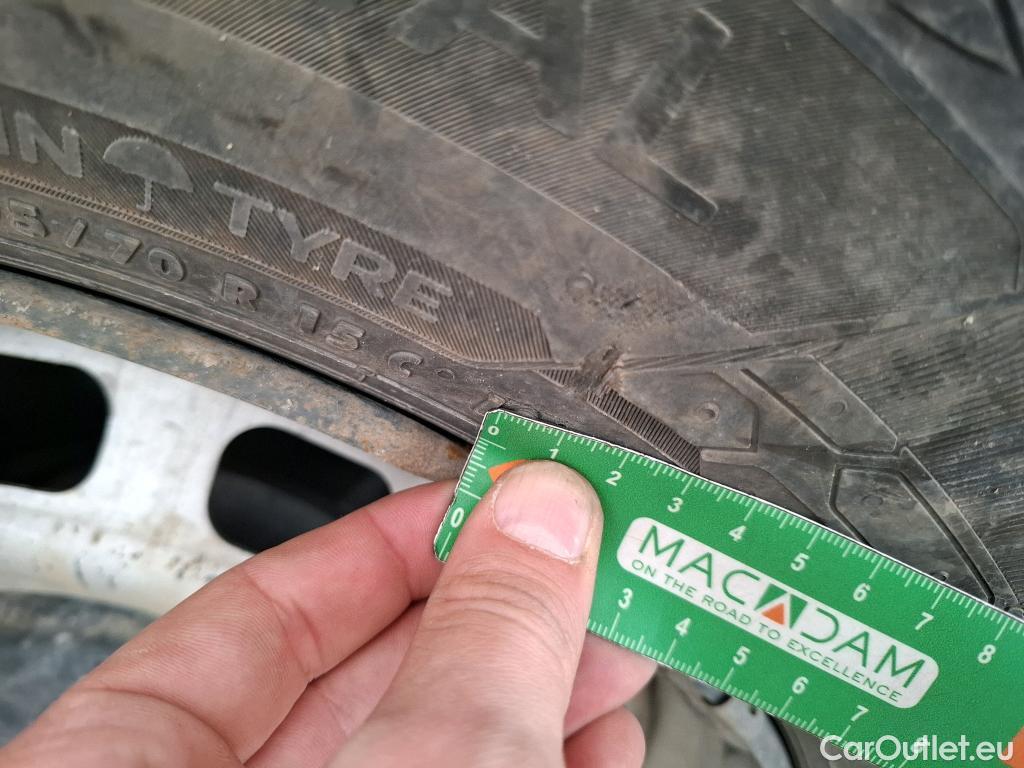 TYRE
5/70 R 15 C
0 1 2 3 4 5 6 7 8
0
MACADAM
ON THE ROAD TO EXCELLENCE
3 4 5 6 7
CarOutlet.eu